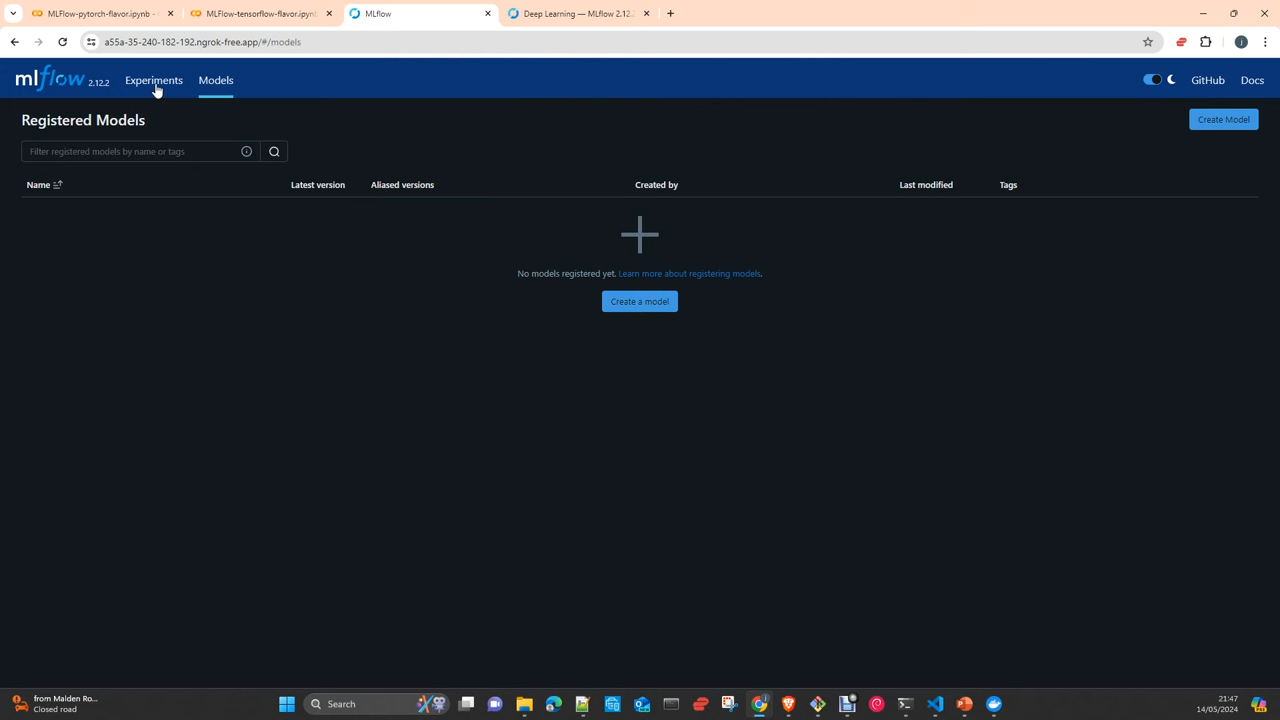 MLFlow-pytorch-flavor.ipynb -
MLFlow-tensorflow-flavor.ipynb
MLflow
Deep Learning — MLflow 2.12.
a55a-35-240-182-192.ngrok-free.app/#/models
i
mlflow 2.12.2
Experiments
Models
GitHub
Docs
Registered Models
Create Model
Filter registered models by name or tags
Name
Latest version
Aliased versions
Created by
Last modified
Tags
No models registered yet. Learn more about registering models.
Create a model
from Malden Ro...
Closed road
Search
21:47
14/05/2024